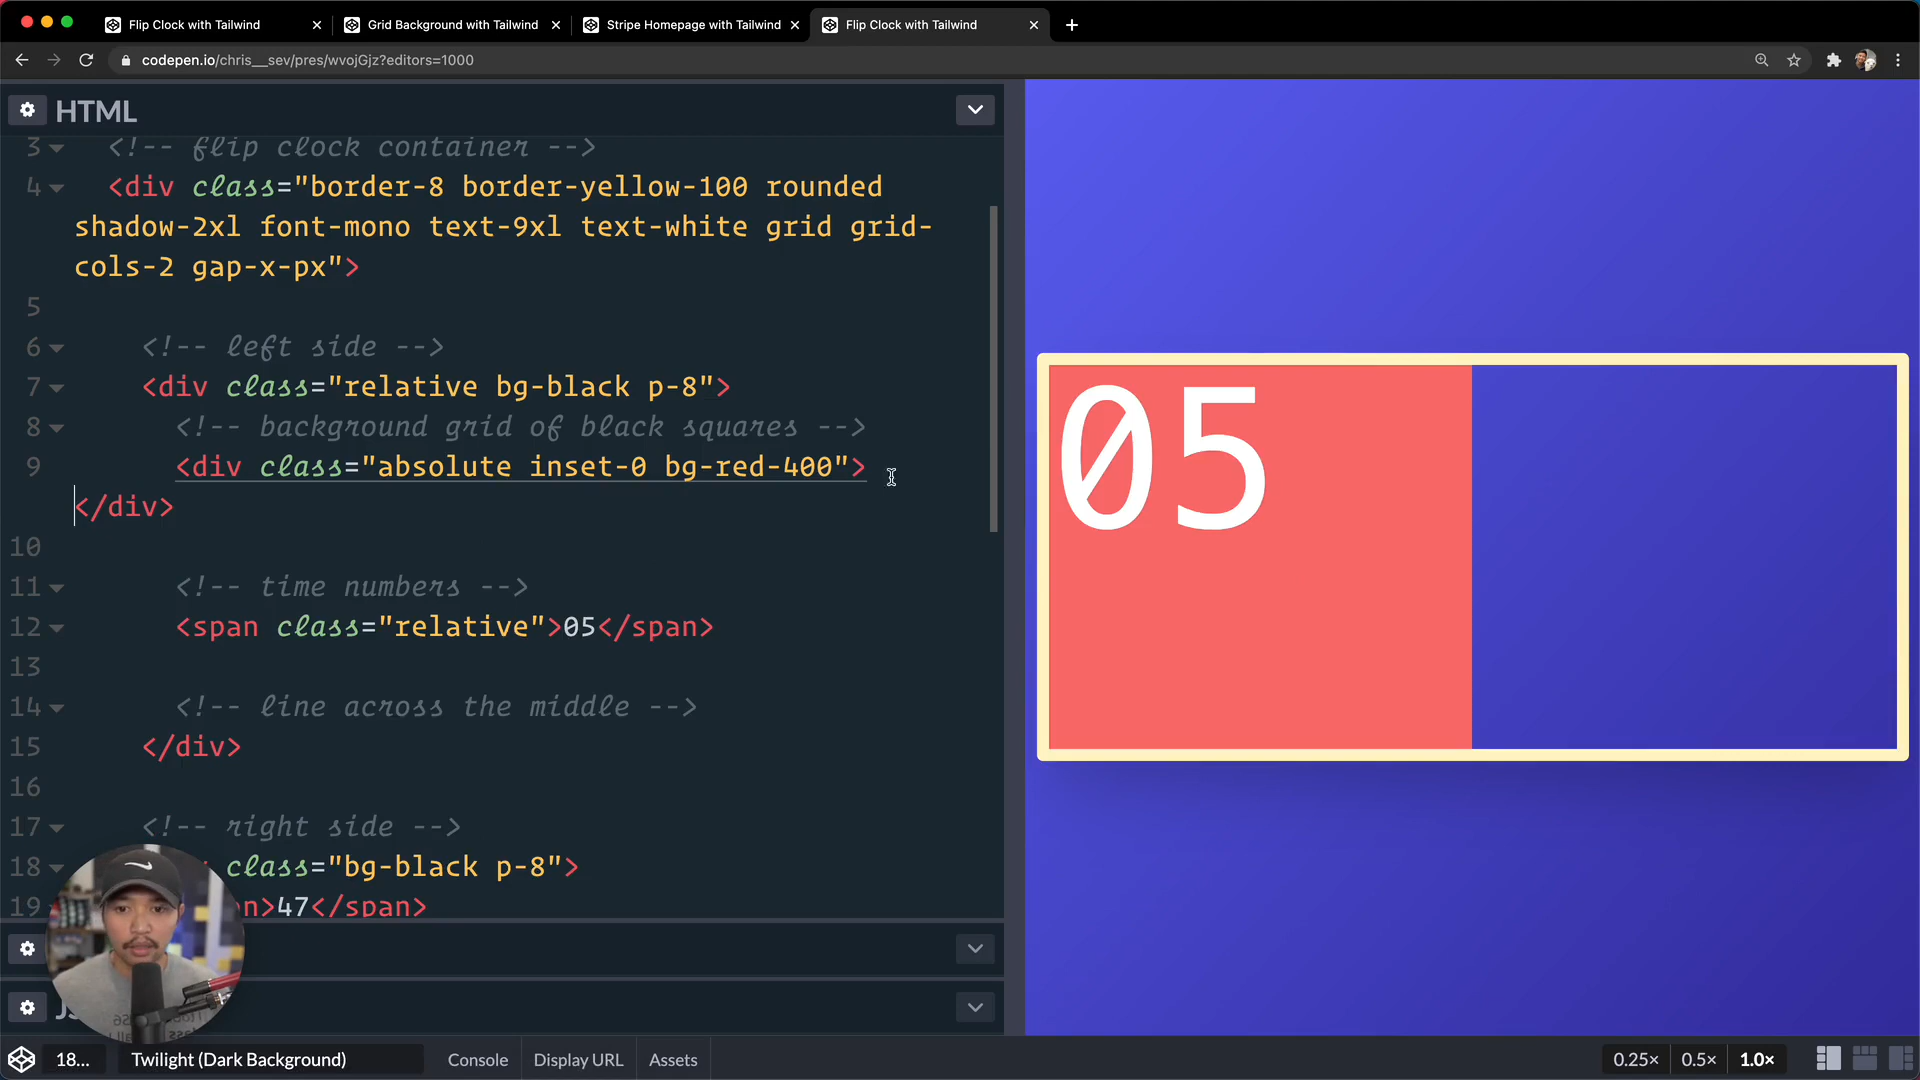 Flip Clock with Tailwind
Grid Background with Tailwind
Stripe Homepage with Tailwind
Flip Clock with Tailwind
codepen.io/chris__sev/pres/wvojGjz?editors=1000
HTML
3 <!-- flip clock container -->
4 <div class="border-8 border-yellow-100 rounded
shadow-2xl font-mono text-9xl text-white grid grid-
cols-2 gap-x-px">
5
6 <!-- left side -->
7 <div class="relative bg-black p-8">
8 <!-- background grid of black squares -->
9 <div class="absolute inset-0 bg-red-400">
</div>
10
11 <!-- time numbers -->
12 <span class="relative">05</span>
13
14 <!-- line across the middle -->
15 </div>
16
17 <!-- right side -->
18 class="bg-black p-8">
19 n>47</span>
05
18...
Twilight (Dark Background)
Console
Display URL
Assets
0.25×
0.5×
1.0×